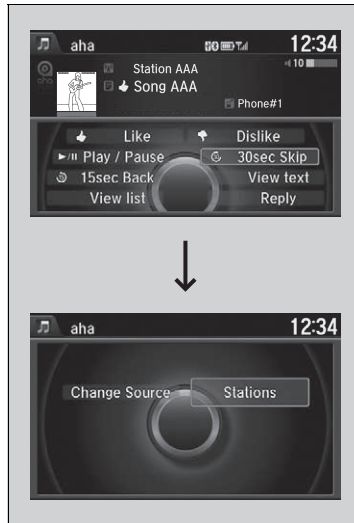 aha 12:34
aha Station AAA 10
Song AAA
Phone#1
Like Dislike
Play / Pause 30sec Skip
15sec Back View text
View list Reply
aha 12:34
Change Source Stations